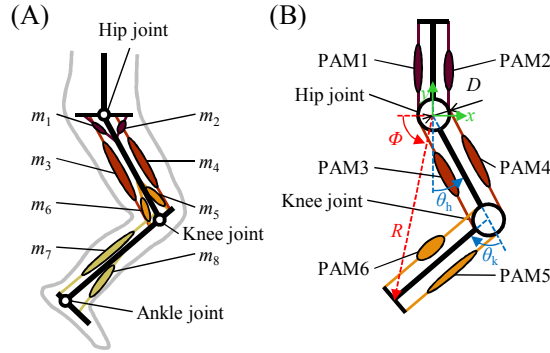 (A)
Hip joint
m1
m2
m3
m4
m5
m6
m7
m8
Knee joint
Ankle joint
(B)
PAM1
PAM2
Hip joint
D
y
x
Φ
PAM3
PAM4
θh
Knee joint
R
θk
PAM6
PAM5